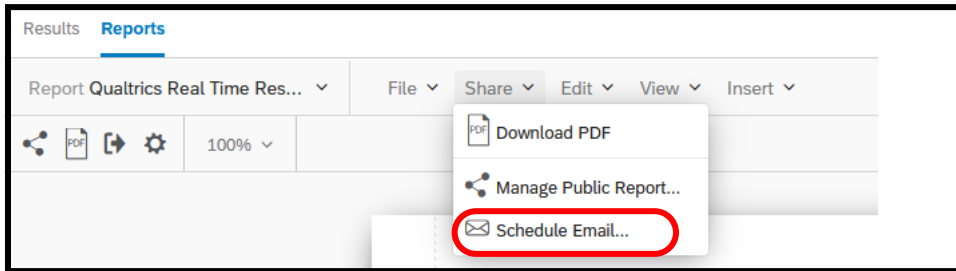 Results Reports
Report Qualtrics Real Time Res... File Share Edit View Insert
PDF 100%
PDF Download PDF
Manage Public Report...
Schedule Email...